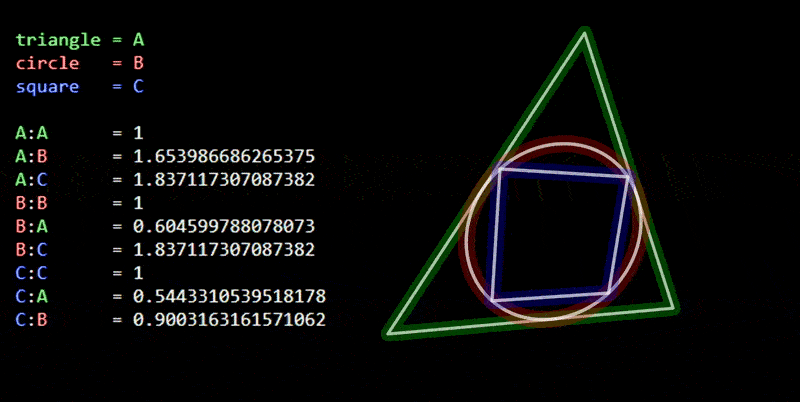 triangle = A
circle = B
square = C
A:A = 1
A:B = 1.653986686265375
A:C = 1.837117307087382
B:B = 1
B:A = 0.604599788078073
B:C = 1.837117307087382
C:C = 1
C:A = 0.5443310539518178
C:B = 0.9003163161571062